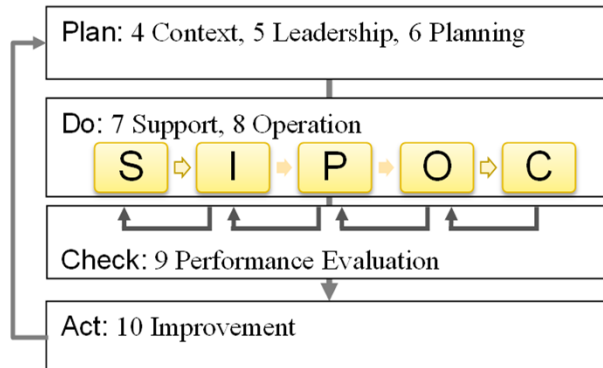 Plan: 4 Context, 5 Leadership, 6 Planning
Do: 7 Support, 8 Operation
S I P O C
Check: 9 Performance Evaluation
Act: 10 Improvement